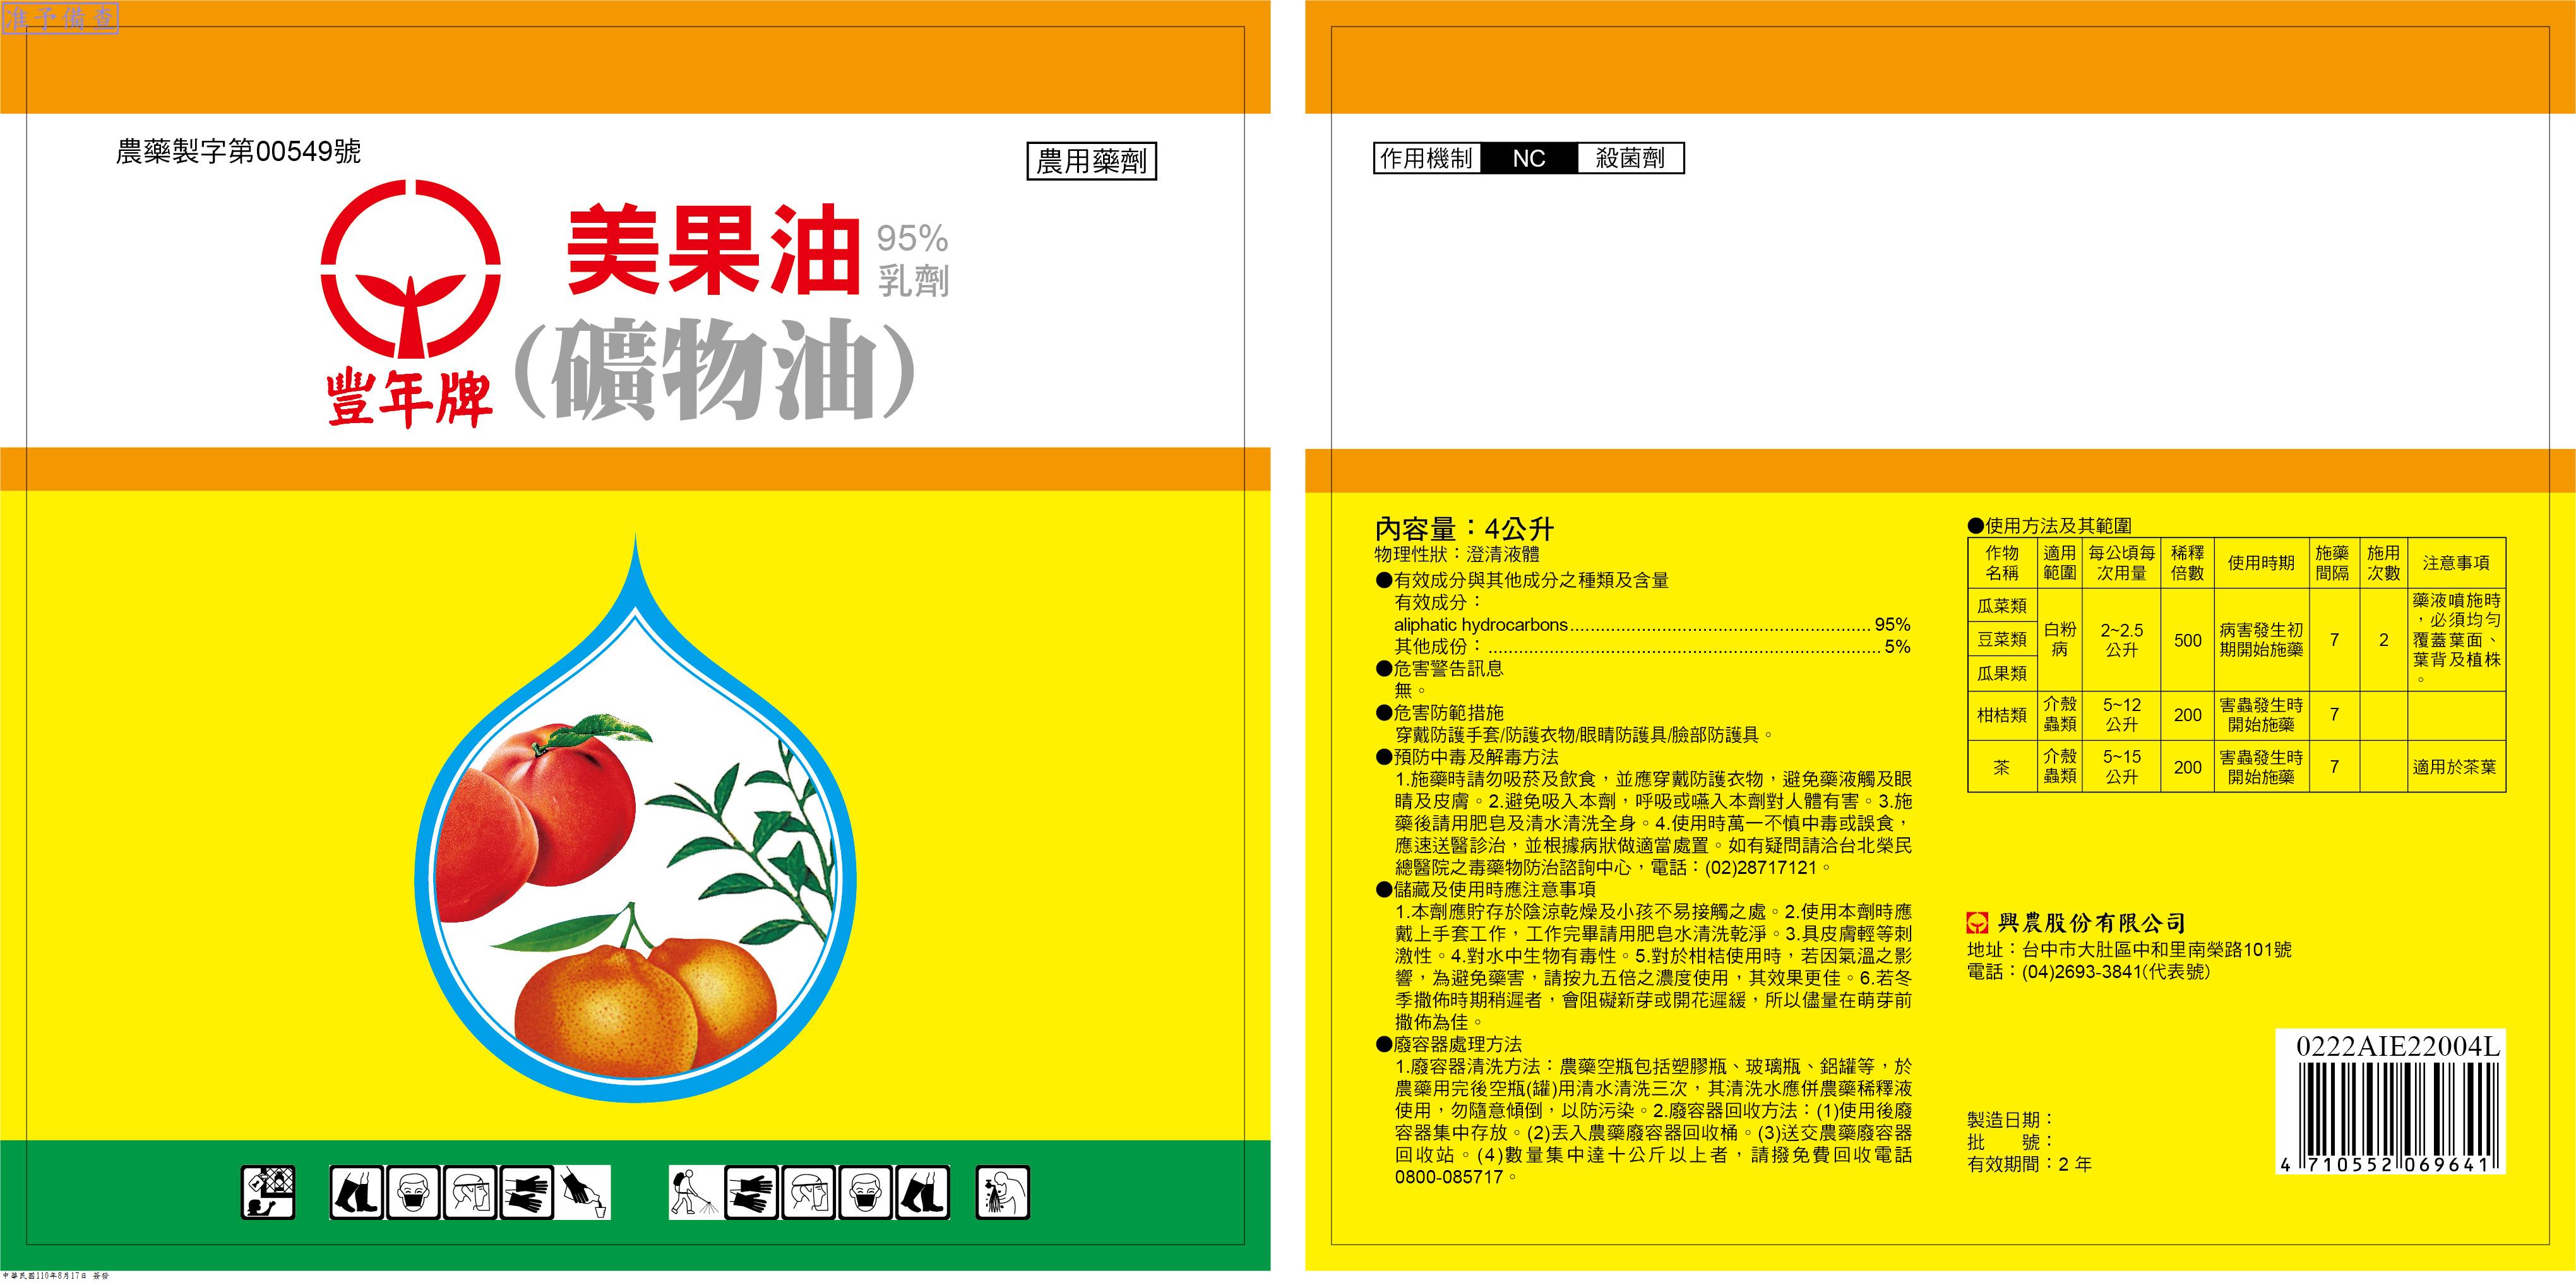 准予備查
農藥製字第00549號
農用藥劑
美果油
95%
乳劑
(礦物油)
豐年牌
中華民國110年8月17日 簽發
作用機制 NC 殺菌劑
內容量：4公升
物理性狀：澄清液體
●有效成分與其他成分之種類及含量
有效成分：
aliphatic hydrocarbons........................................................... 95%
其他成份：............................................................................. 5%
●危害警告訊息
無。
●危害防範措施
穿戴防護手套/防護衣物/眼睛防護具/臉部防護具。
●預防中毒及解毒方法
1.施藥時請勿吸菸及飲食，並應穿戴防護衣物，避免藥液觸及眼
睛及皮膚。2.避免吸入本劑，呼吸或嚥入本劑對人體有害。3.施
藥後請用肥皂及清水清洗全身。4.使用時萬一不慎中毒或誤食，
應速送醫診治，並根據病狀做適當處置。如有疑問請洽台北榮民
總醫院之毒藥物防治諮詢中心，電話：(02)28717121。
●儲藏及使用時應注意事項
1.本劑應貯存於陰涼乾燥及小孩不易接觸之處。2.使用本劑時應
戴上手套工作，工作完畢請用肥皂水清洗乾淨。3.具皮膚輕等刺
激性。4.對水中生物有毒性。5.對於柑桔使用時，若因氣溫之影
響，為避免藥害，請按九五倍之濃度使用，其效果更佳。6.若冬
季撒佈時期稍遲者，會阻礙新芽或開花遲緩，所以儘量在萌芽前
撒佈為佳。
●廢容器處理方法
1.廢容器清洗方法：農藥空瓶包括塑膠瓶、玻璃瓶、鋁罐等，於
農藥用完後空瓶(罐)用清水清洗三次，其清洗水應併農藥稀釋液
使用，勿隨意傾倒，以防污染。2.廢容器回收方法：(1)使用後廢
容器集中存放。(2)丟入農藥廢容器回收桶。(3)送交農藥廢容器
回收站。(4)數量集中達十公斤以上者，請撥免費回收電話
0800-085717。
●使用方法及其範圍
作物名稱 適用範圍 每公頃每次用量 稀釋倍數 使用時期 施藥間隔 施用次數 注意事項
瓜菜類 豆菜類 瓜果類 白粉病 2~2.5公升 500 病害發生初期開始施藥 7 2 藥液噴施時，必須均勻覆蓋葉面、葉背及植株。
柑桔類 介殼蟲類 5~12公升 200 害蟲發生時開始施藥 7
茶 介殼蟲類 5~15公升 200 害蟲發生時開始施藥 7 適用於茶葉
興農股份有限公司
地址：台中市大肚區中和里南榮路101號
電話：(04)2693-3841(代表號)
0222AIE22004L
4 710552 069641
製造日期：
批　　號：
有效期間：2 年